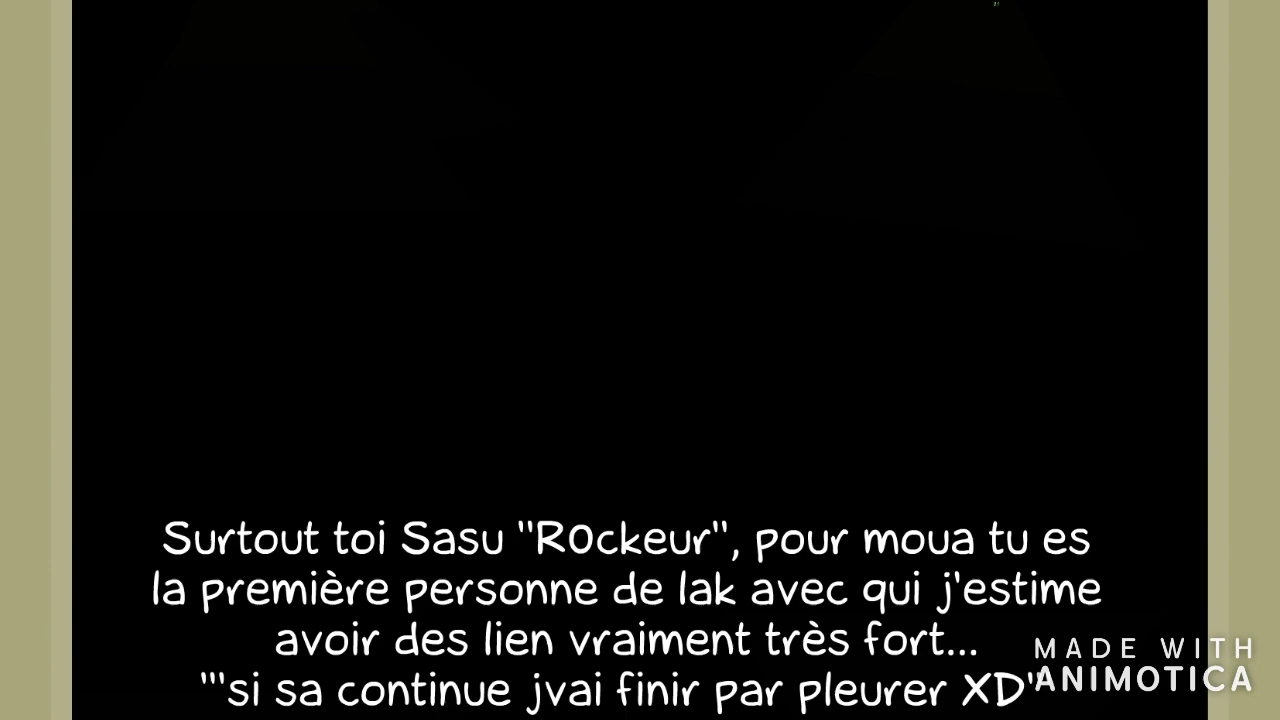 Surtout toi Sasu "R0ckeur", pour moua tu es
la première personne de lak avec qui j'estime
avoir des lien vraiment très fort...
"'si sa continue jvai finir par pleurer XD"
MADE WITH
ANIMOTICA